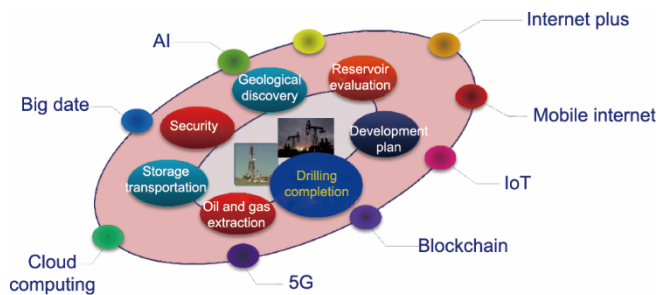 Internet plus
AI
Reservoir
evaluation
Geological
discovery
Big date
Mobile internet
Security
Development
plan
Storage
transportation
Drilling
completion
IoT
Oil and gas
extraction
Blockchain
Cloud
computing
5G